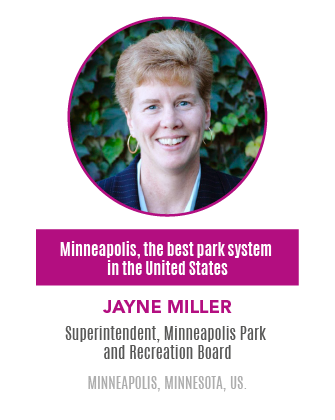 Minneapolis, the best park system
in the United States
JAYNE MILLER
Superintendent, Minneapolis Park
and Recreation Board
MINNEAPOLIS, MINNESOTA, US.